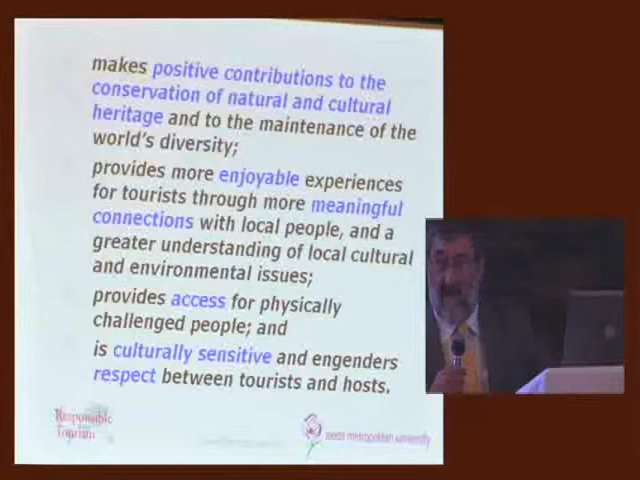 makes positive contributions to the
conservation of natural and cultural
heritage and to the maintenance of the
world's diversity;
provides more enjoyable experiences
for tourists through more meaningful
connections with local people, and a
greater understanding of local cultural
and environmental issues;
provides access for physically
challenged people; and
is culturally sensitive and engenders
respect between tourists and hosts.
Responsible
Tourism
leeds metropolitan university